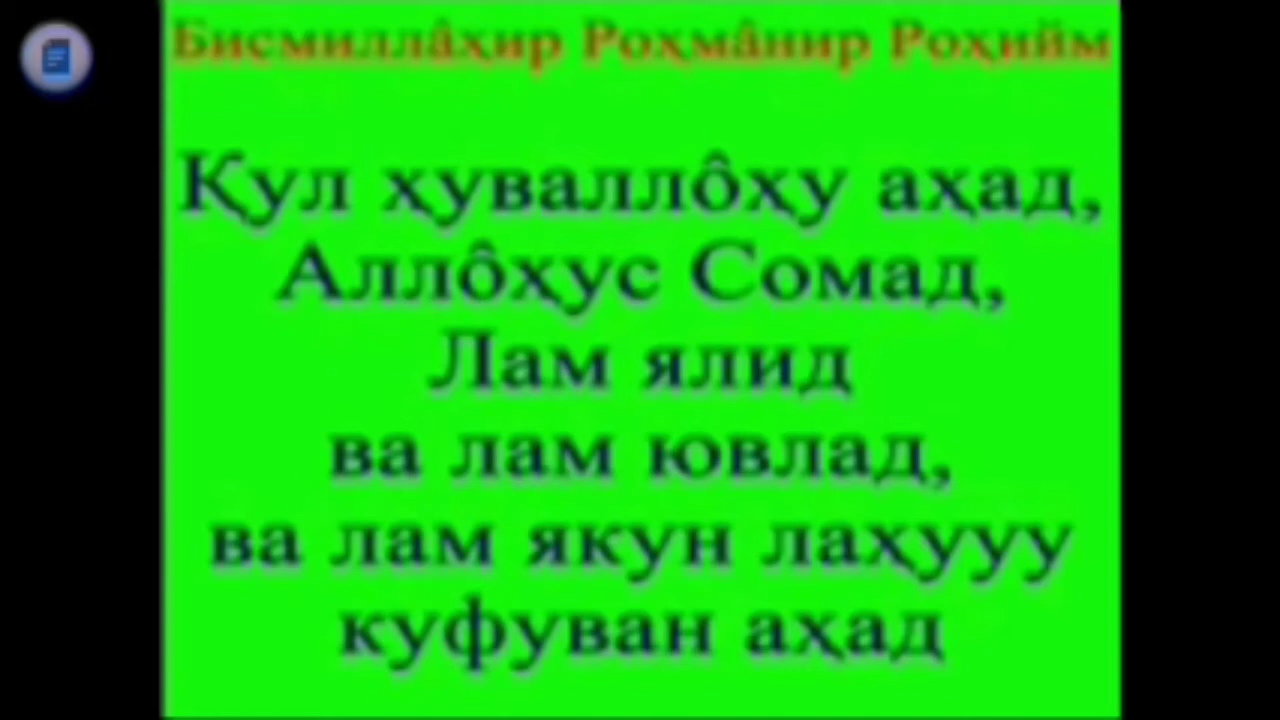 Бисмиллâҳир Роҳмâнир Роҳийм
Қул ҳуваллôҳу аҳад,
Аллôҳус Сомад,
Лам ялид
ва лам ювлад,
ва лам якун лаҳууу
куфуван аҳад